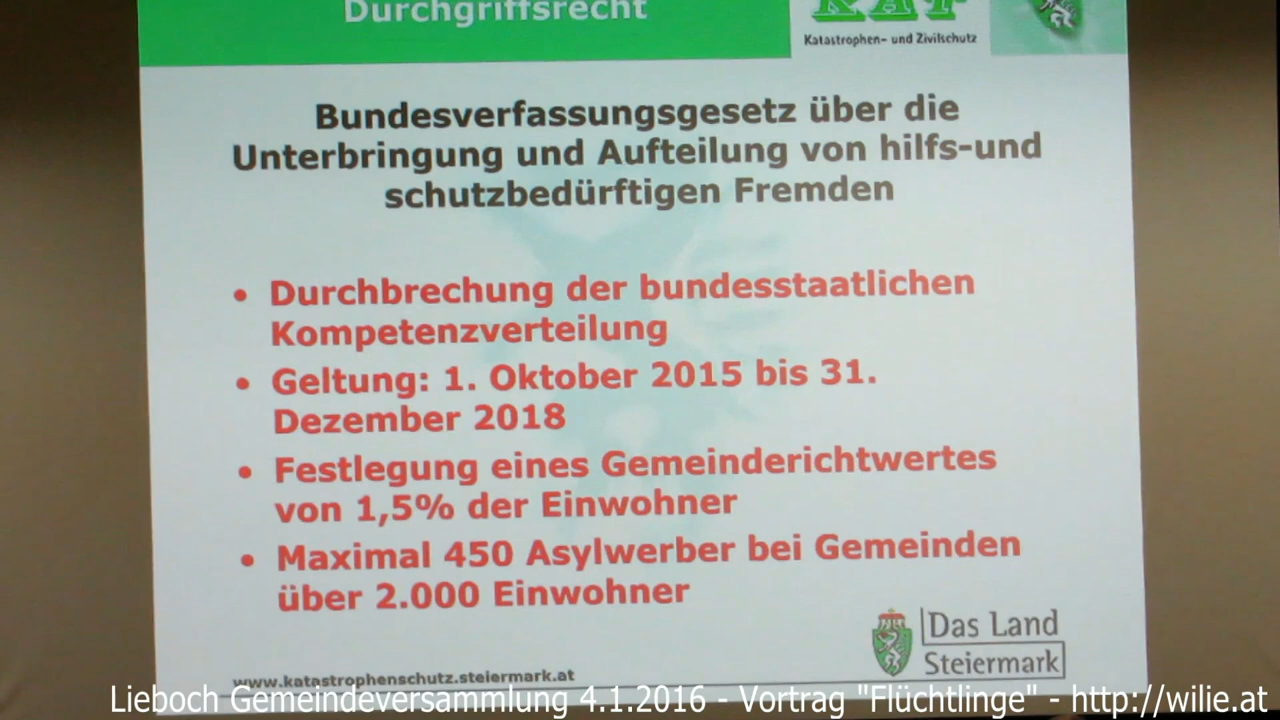 Durchgriffsrecht
KAT
Katastrophen- und Zivilschutz
Bundesverfassungsgesetz über die
Unterbringung und Aufteilung von hilfs-und
schutzbedürftigen Fremden
• Durchbrechung der bundesstaatlichen
Kompetenzverteilung
• Geltung: 1. Oktober 2015 bis 31.
Dezember 2018
• Festlegung eines Gemeinderichtwertes
von 1,5% der Einwohner
• Maximal 450 Asylwerber bei Gemeinden
über 2.000 Einwohner
Das Land
Steiermark
www.katastrophenschutz.steiermark.at
Lieboch Gemeindeversammlung 4.1.2016 - Vortrag "Flüchtlinge" - http://wilie.at